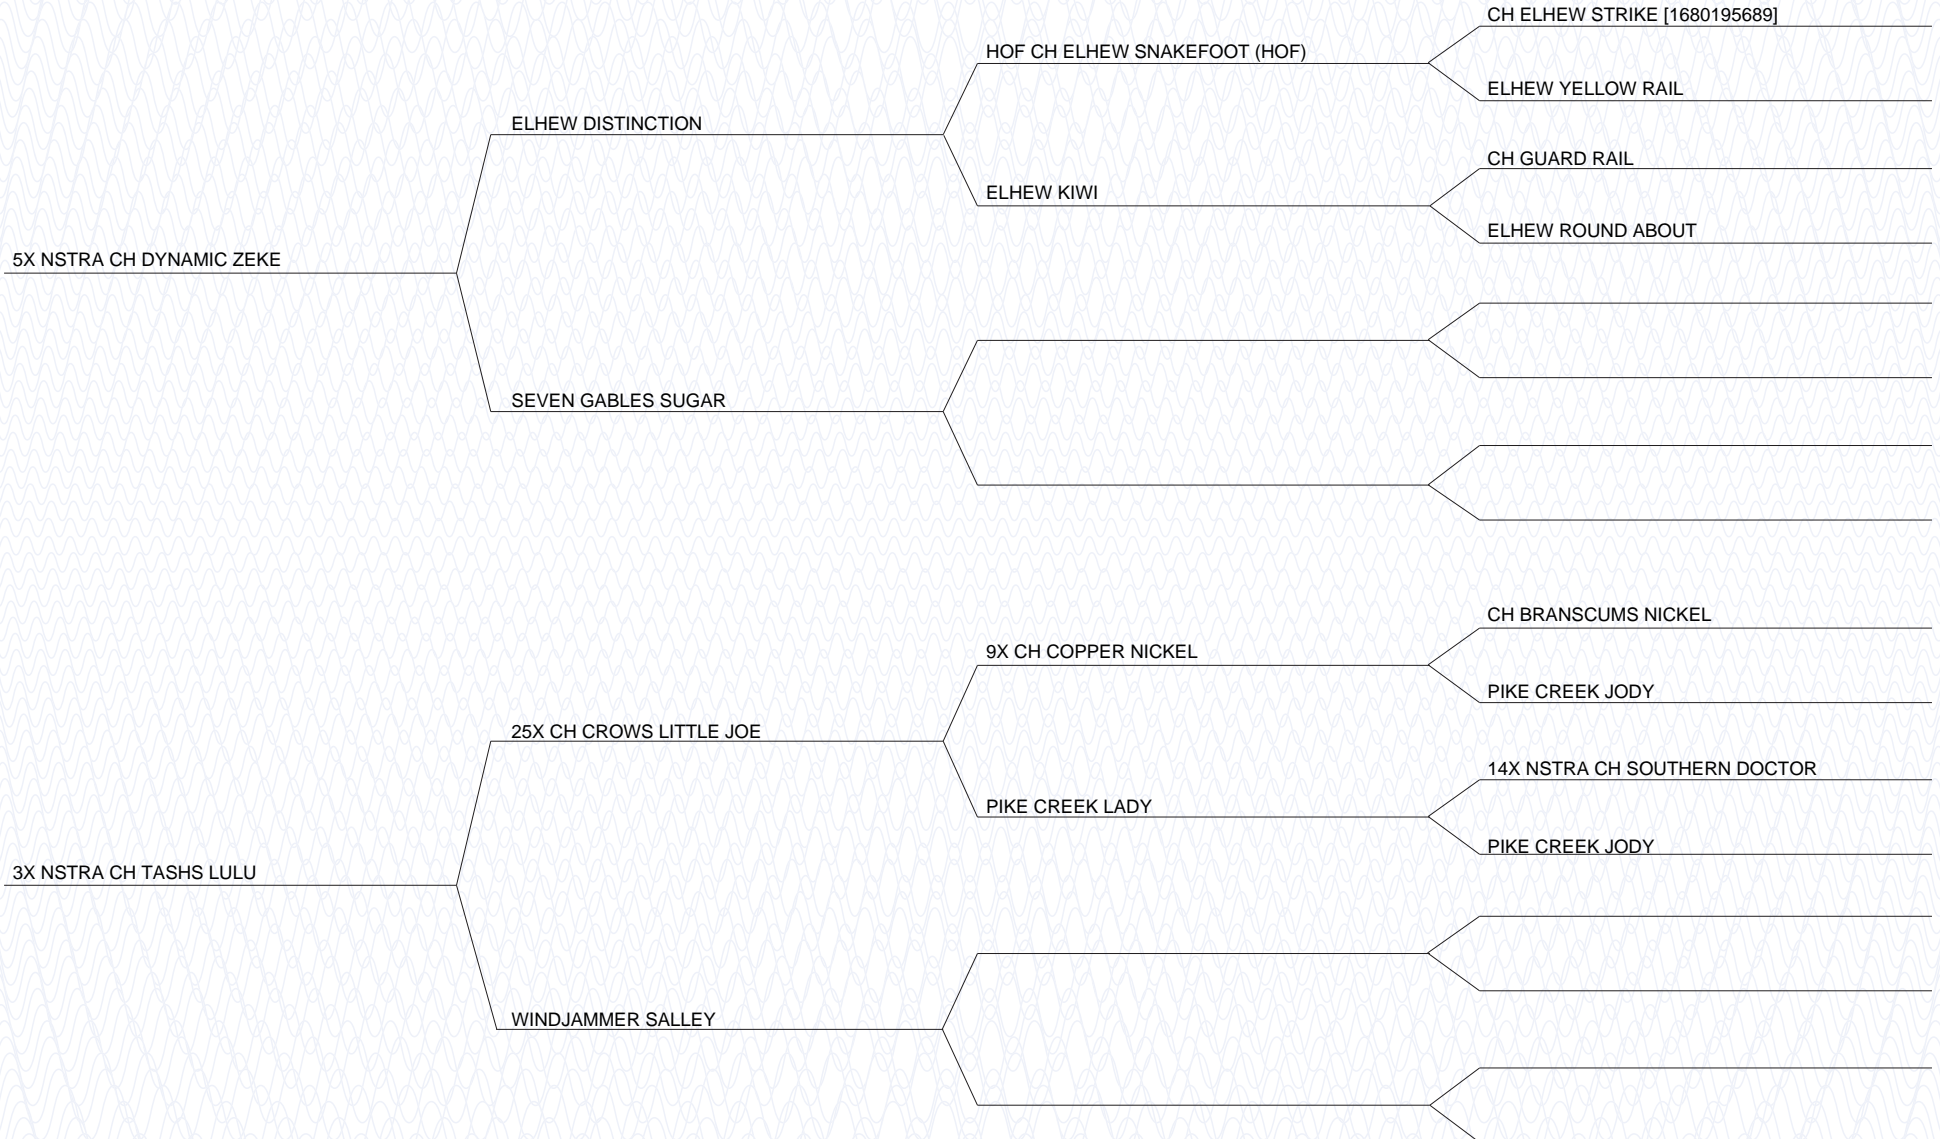 CH ELHEW STRIKE [1680195689]
HOF CH ELHEW SNAKEFOOT (HOF)
ELHEW YELLOW RAIL
ELHEW DISTINCTION
CH GUARD RAIL
ELHEW KIWI
ELHEW ROUND ABOUT
5X NSTRA CH DYNAMIC ZEKE
SEVEN GABLES SUGAR
CH BRANSCUMS NICKEL
9X CH COPPER NICKEL
PIKE CREEK JODY
25X CH CROWS LITTLE JOE
14X NSTRA CH SOUTHERN DOCTOR
PIKE CREEK LADY
PIKE CREEK JODY
3X NSTRA CH TASHS LULU
WINDJAMMER SALLEY